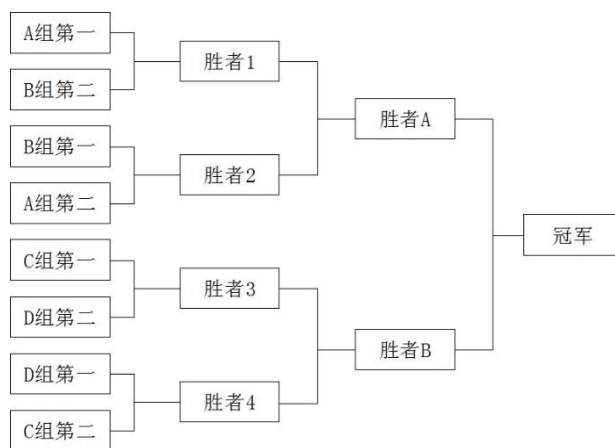 A组第一
B组第二
B组第一
A组第二
C组第一
D组第二
D组第一
C组第二
胜者1
胜者2
胜者3
胜者4
胜者A
胜者B
冠军